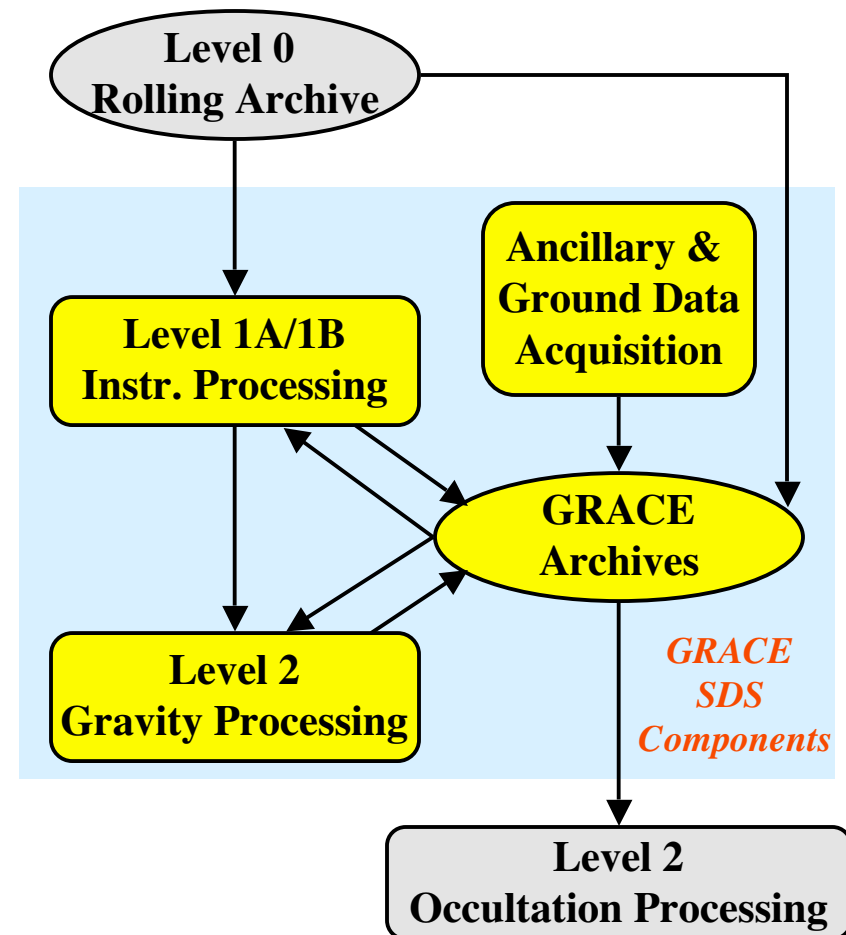 Level 0
Rolling Archive
Ancillary &
Ground Data
Acquisition
Level 1A/1B
Instr. Processing
GRACE
Archives
Level 2
Gravity Processing
GRACE
SDS
Components
Level 2
Occultation Processing